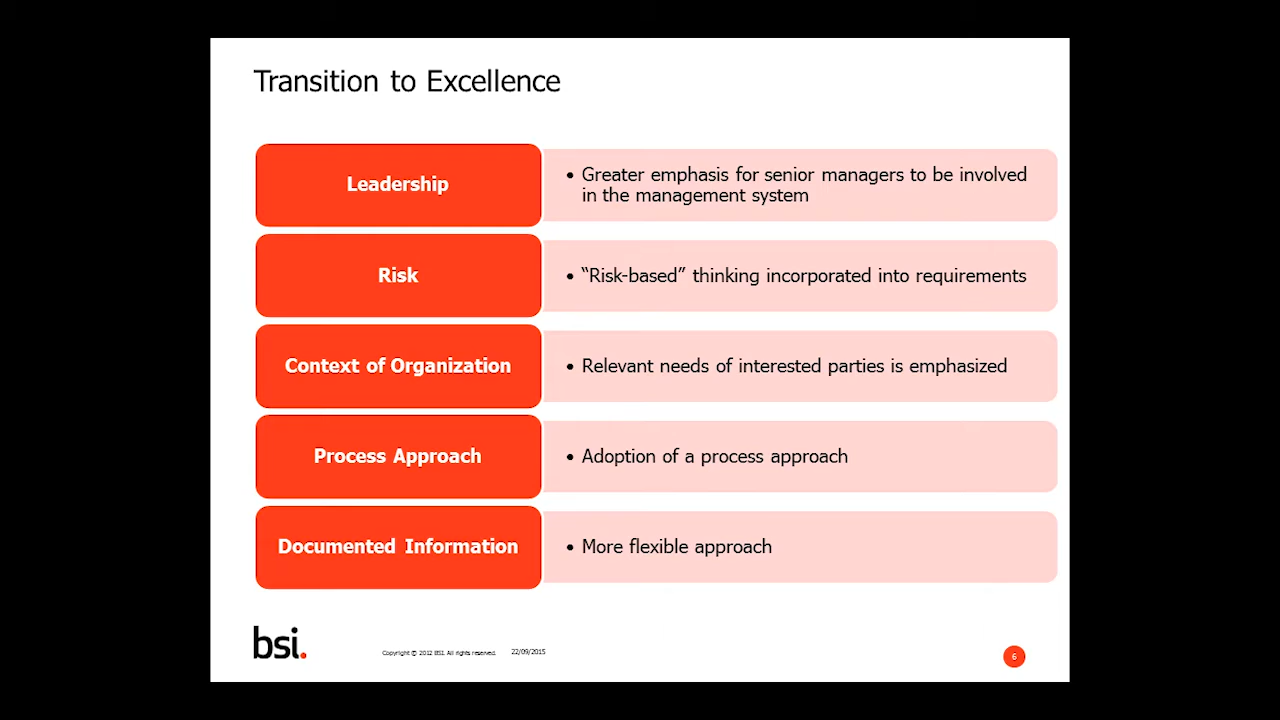 Transition to Excellence
Leadership
• Greater emphasis for senior managers to be involved
in the management system
Risk
• “Risk-based” thinking incorporated into requirements
Context of Organization
• Relevant needs of interested parties is emphasized
Process Approach
• Adoption of a process approach
Documented Information
• More flexible approach
bsi.
Copyright © 2012 BSI. All rights reserved.
22/09/2015
6